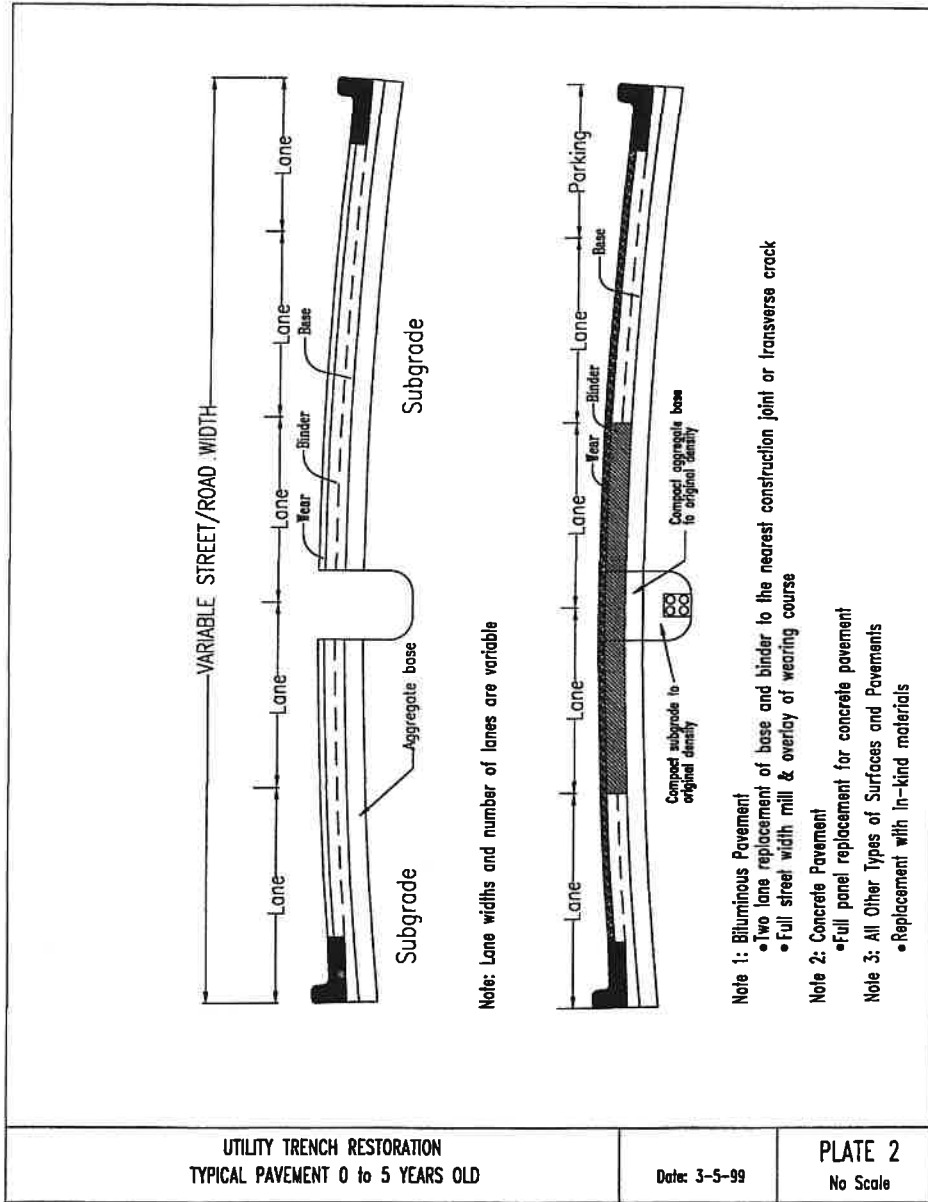 VARIABLE STREET/ROAD WIDTH
Lane
Lane
Lane
Lane
Lane
Wear
Binder
Base
Aggregate base
Subgrade
Subgrade
Note: Lane widths and number of lanes are variable
Lane
Lane
Lane
Lane
Parking
Wear
Binder
Base
Compact subgrade to
original density
Compact aggregate base
to original density
Note 1: Bituminous Pavement
•Two lane replacement of base and binder to the nearest construction joint or transverse crack
•Full street width mill & overlay of wearing course
Note 2: Concrete Pavement
•Full panel replacement for concrete pavement
Note 3: All Other Types of Surfaces and Pavements
•Replacement with In-kind materials
UTILITY TRENCH RESTORATION
TYPICAL PAVEMENT 0 to 5 YEARS OLD
Date: 3-5-99
PLATE 2
No Scale